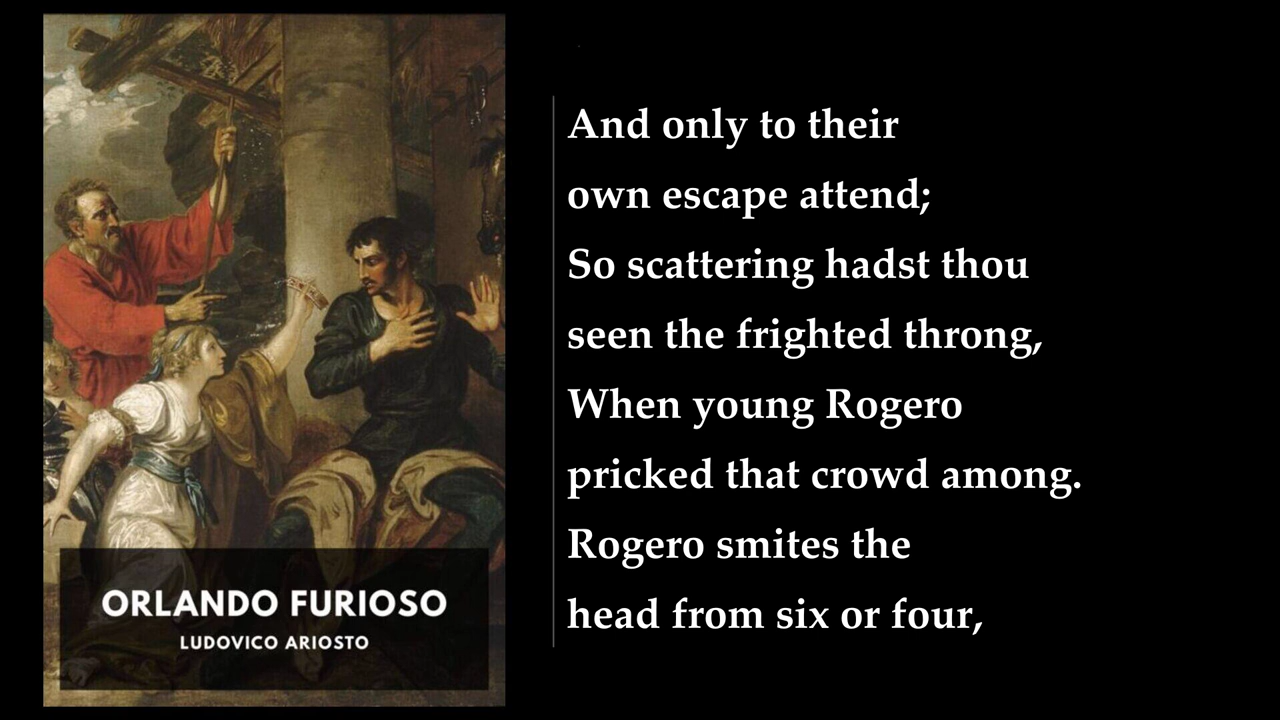 ORLANDO FURIOSO
LUDOVICO ARIOSTO
And only to their
own escape attend;
So scattering hadst thou
seen the frighted throng,
When young Rogero
pricked that crowd among.
Rogero smites the
head from six or four,